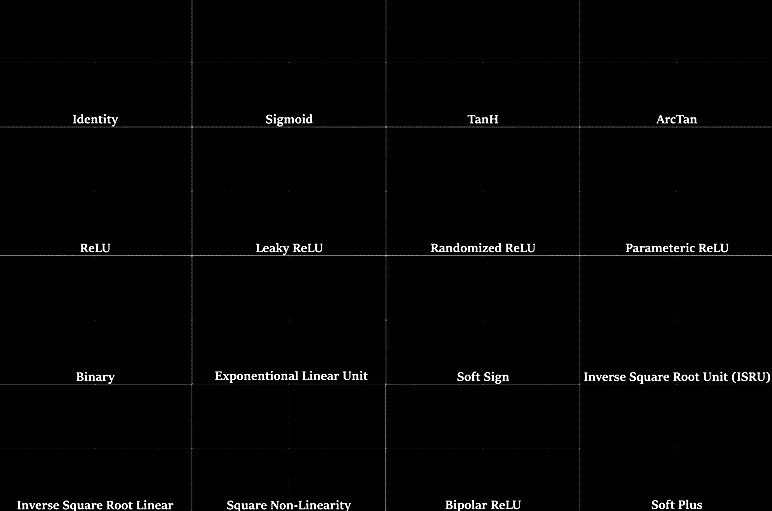 Identity
Sigmoid
TanH
ArcTan
ReLU
Leaky ReLU
Randomized ReLU
Parameteric ReLU
Binary
Exponentional Linear Unit
Soft Sign
Inverse Square Root Unit (ISRU)
Inverse Square Root Linear
Square Non-Linearity
Bipolar ReLU
Soft Plus